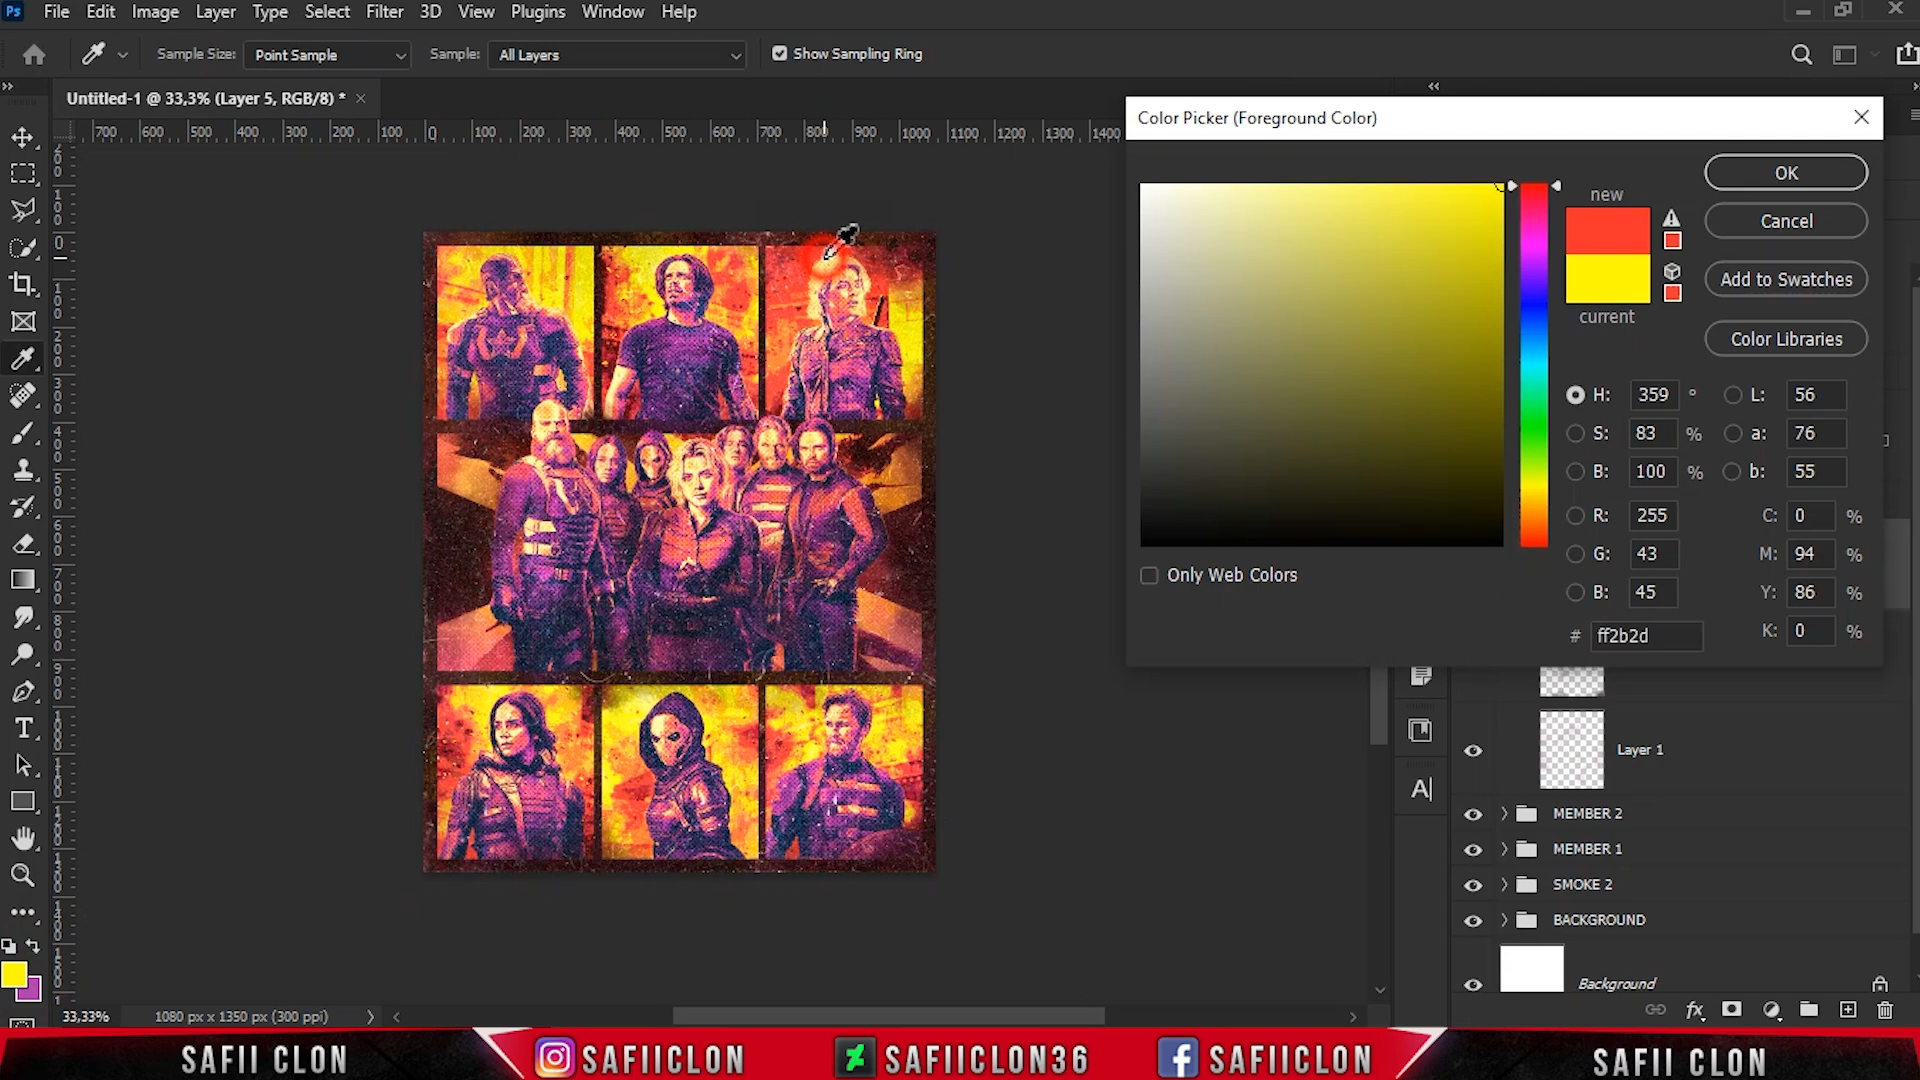 Ps File Edit Image Layer Type Select Filter 3D View Plugins Window Help
Sample Size: Point Sample Sample: All Layers Show Sampling Ring
Untitled-1 @ 33,3% (Layer 5, RGB/8) * ×
700 600 500 400 300 200 100 0 100 200 300 400 500 600 700 800 900 1000 1100 1200 1300 1400
Color Picker (Foreground Color)
new
current
OK
Cancel
Add to Swatches
Color Libraries
H: 359 ° L: 56
S: 83 % a: 76
B: 100 % b: 55
R: 255 C: 0 %
G: 43 M: 94 %
B: 45 Y: 86 %
# ff2b2d K: 0 %
Only Web Colors
Layer 1
MEMBER 2
MEMBER 1
SMOKE 2
BACKGROUND
Background
T
A
fx
33,33% 1080 px x 1350 px (300 ppi)
SAFII CLON SAFIICLON SAFIICLON36 SAFIICLON SAFII CLON